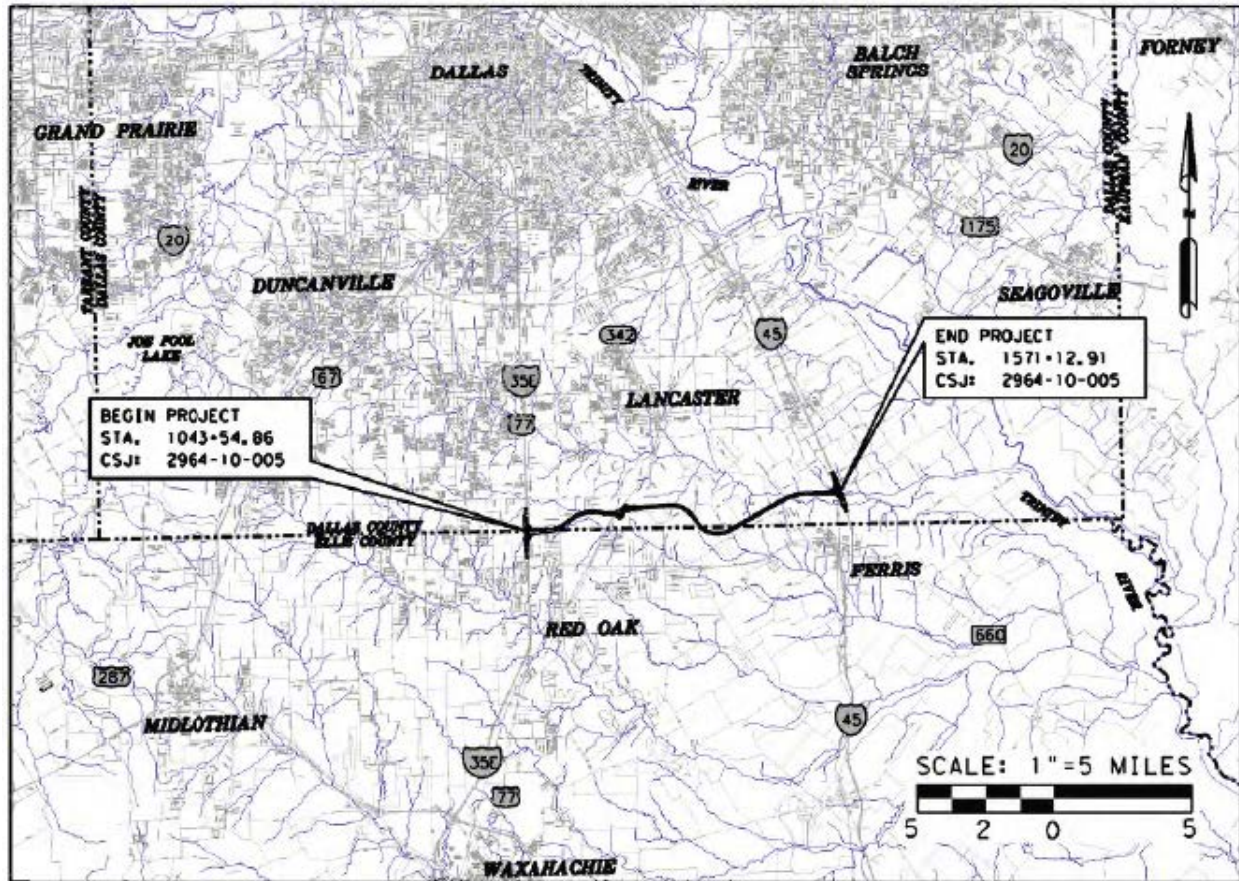 FORNEY
BALCH
SPRINGS
DALLAS
TRINITY
GRAND PRAIRIE
20
DALLAS COUNTY
KAUFMAN COUNTY
RIVER
175
20
TARRANT COUNTY
DALLAS COUNTY
N
DUNCANVILLE
SEAGOVILLE
JOE POOL
LAKE
342
45
END PROJECT
STA. 1571+12.91
CSJ: 2964-10-005
67
35E
77
LANCASTER
BEGIN PROJECT
STA. 1043+54.86
CSJ: 2964-10-005
DALLAS COUNTY
ELLIS COUNTY
TRINITY
RIVER
FERRIS
RED OAK
660
287
MIDLOTHIAN
45
35E
77
SCALE: 1"=5 MILES
5 2 0 5
WAXAHACHIE